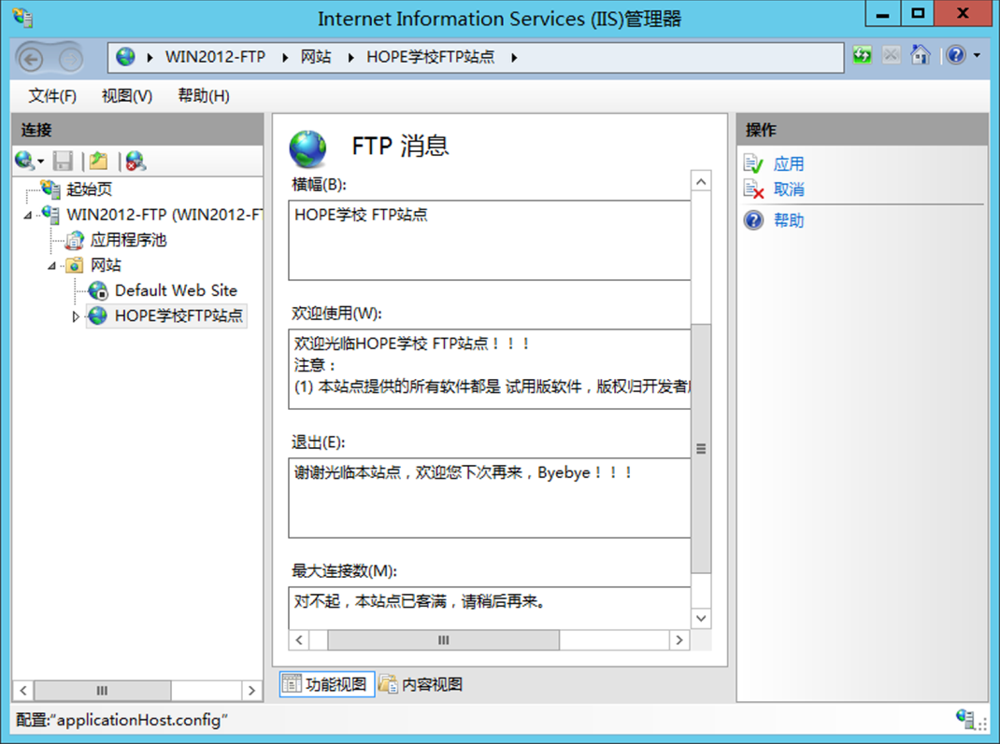 Internet Information Services (IIS)管理器
WIN2012-FTP 网站 HOPE学校FTP站点
文件(F) 视图(V) 帮助(H)
连接
起始页
WIN2012-FTP (WIN2012-FT
应用程序池
网站
Default Web Site
HOPE学校FTP站点
FTP 消息
横幅(B):
HOPE学校 FTP站点
欢迎使用(W):
欢迎光临HOPE学校 FTP站点！！！
注意：
(1) 本站点提供的所有软件都是 试用版软件，版权归开发者
退出(E):
谢谢光临本站点，欢迎您下次再来，Byebye！！！
最大连接数(M):
对不起，本站点已客满，请稍后再来。
功能视图 内容视图
操作
应用
取消
帮助
配置:“applicationHost.config”